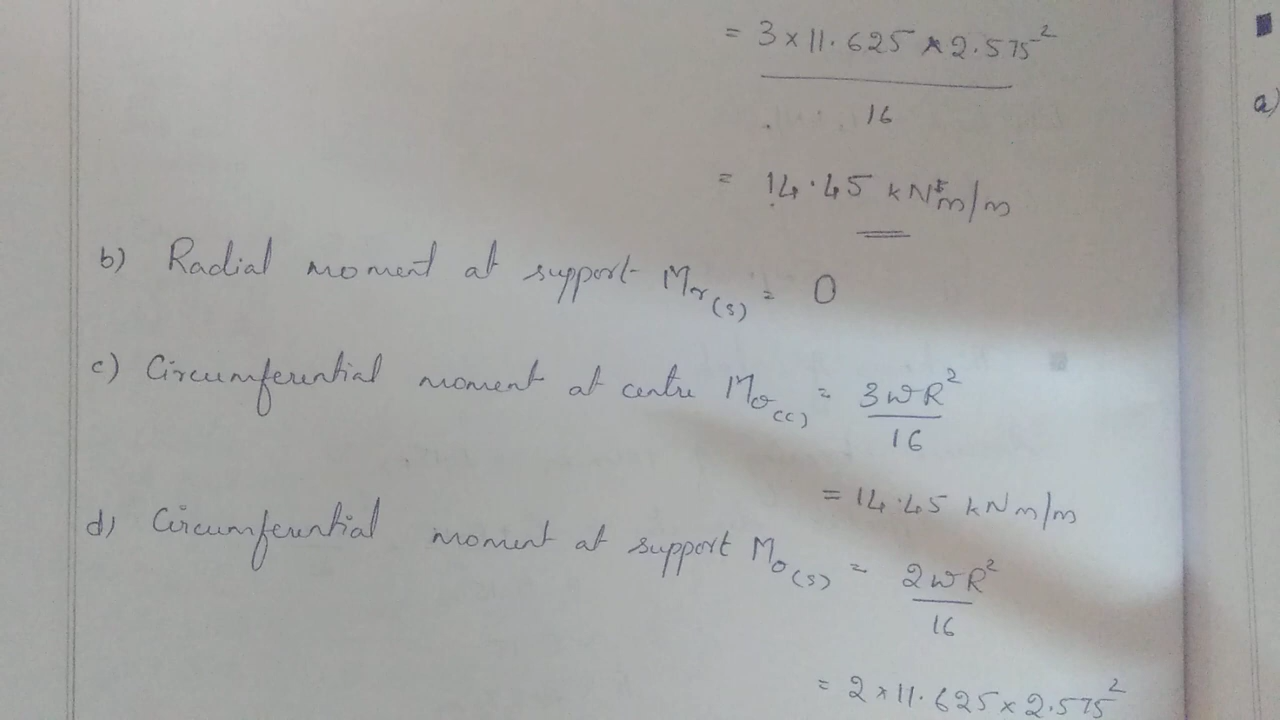 = 3 × 11.625 × 2.575²
16
= 14.45 kNm/m
b) Radial moment at support Mr(s) = 0
c) Circumferential moment at centre Mθ(c) = 3wR²
16
= 14.45 kNm/m
d) Circumferential moment at support Mθ(s) = 2wR²
16
= 2 × 11.625 × 2.575²
a)